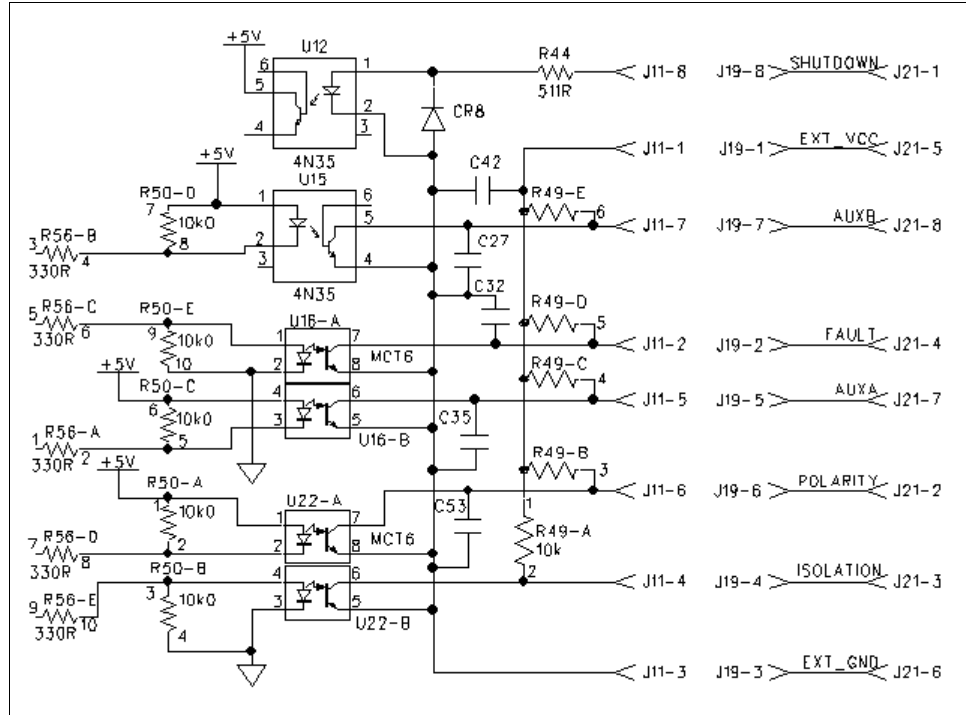 +5V
U12
6
5
4
1
2
3
4N35
R44
511R
CR8
J11-8
J19-8
SHUTDOWN
J21-1
C42
J11-1
J19-1
EXT_VCC
J21-5
+5V
U15
R50-D
7
10k0
8
R56-B
3
4
330R
1
2
3
6
5
4
4N35
R49-E
6
J11-7
J19-7
AUXB
J21-8
C27
C32
R56-C
5
6
330R
R50-E
9
10k0
10
U16-A
1
2
7
8
MCT6
R49-D
5
J11-2
J19-2
FAULT
J21-4
+5V
R50-C
6
10k0
5
R56-A
1
2
330R
4
3
6
5
U16-B
R49-C
4
J11-5
J19-5
AUXA
J21-7
C35
+5V
R50-A
1
10k0
2
R56-D
7
8
330R
U22-A
1
2
7
8
MCT6
C53
R49-B
3
J11-6
J19-6
POLARITY
J21-2
1
R49-A
10k
2
R50-B
3
10k0
4
R56-E
9
10
330R
4
3
6
5
U22-B
J11-4
J19-4
ISOLATION
J21-3
J11-3
J19-3
EXT_GND
J21-6